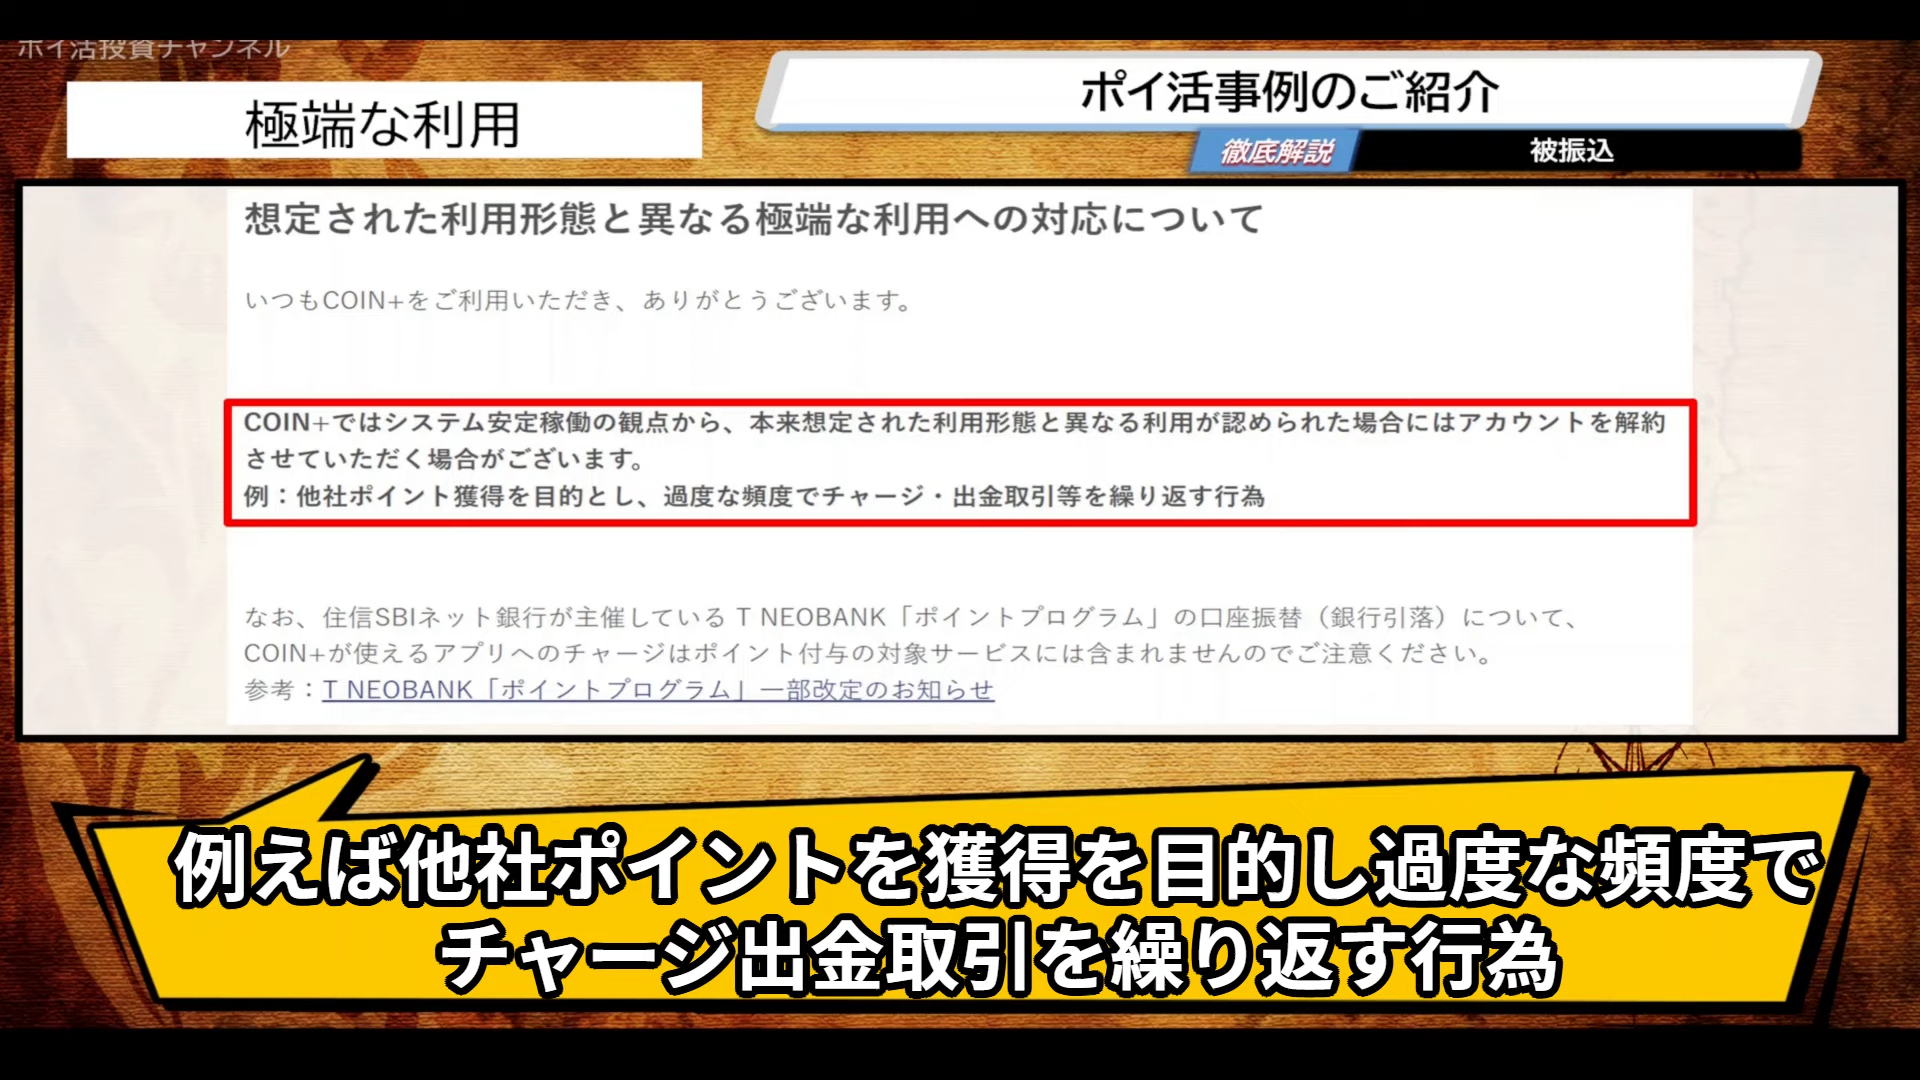 ポイ活投資チャンネル
極端な利用
ポイ活事例のご紹介
徹底解説
被振込
想定された利用形態と異なる極端な利用への対応について
いつもCOIN+をご利用いただき、ありがとうございます。
COIN+ではシステム安定稼働の観点から、本来想定された利用形態と異なる利用が認められた場合にはアカウントを解約
させていただく場合がございます。
例：他社ポイント獲得を目的とし、過度な頻度でチャージ・出金取引等を繰り返す行為
なお、住信SBIネット銀行が主催している T NEOBANK「ポイントプログラム」の口座振替（銀行引落）について、
COIN+が使えるアプリへのチャージはポイント付与の対象サービスには含まれませんのでご注意ください。
参考：T NEOBANK「ポイントプログラム」一部改定のお知らせ
例えば他社ポイントを獲得を目的し過度な頻度で
チャージ出金取引を繰り返す行為